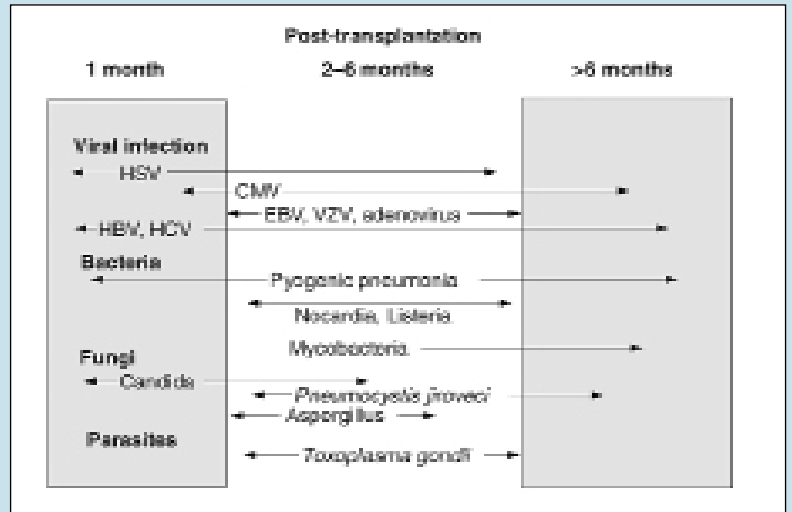 Post-transplantation
1 month 2–6 months >6 months
Viral infection
HSV
CMV
EBV, VZV, adenovirus
HBV, HCV
Bacteria
Pyogenic pneumonia
Nocardia, Listeria
Mycobacteria
Fungi
Candida
Pneumocystis jiroveci
Aspergillus
Parasites
Toxoplasma gondii